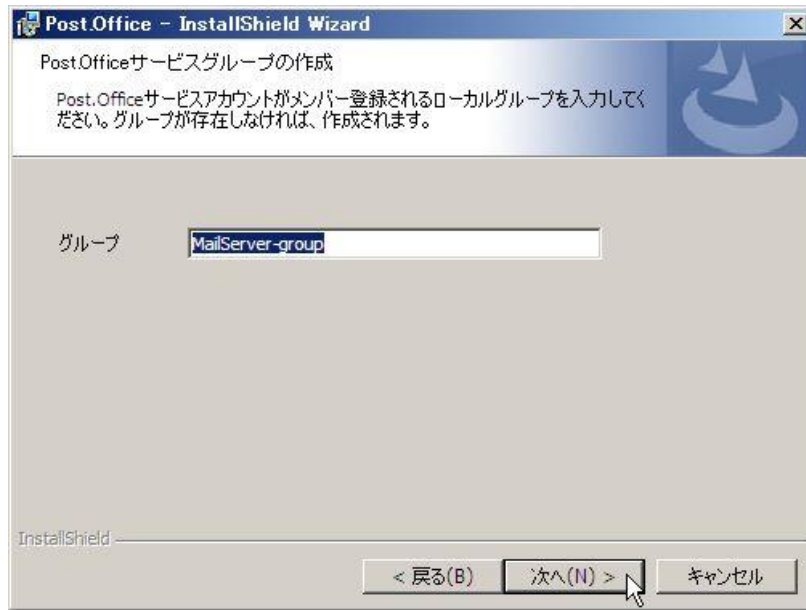 Post.Office - InstallShield Wizard
Post.Officeサービスグループの作成
Post.Officeサービスアカウントがメンバー登録されるローカルグループを入力してく
ださい。グループが存在しなければ、作成されます。
グループ
MailServer-group
InstallShield
< 戻る(B)
次へ(N) >
キャンセル